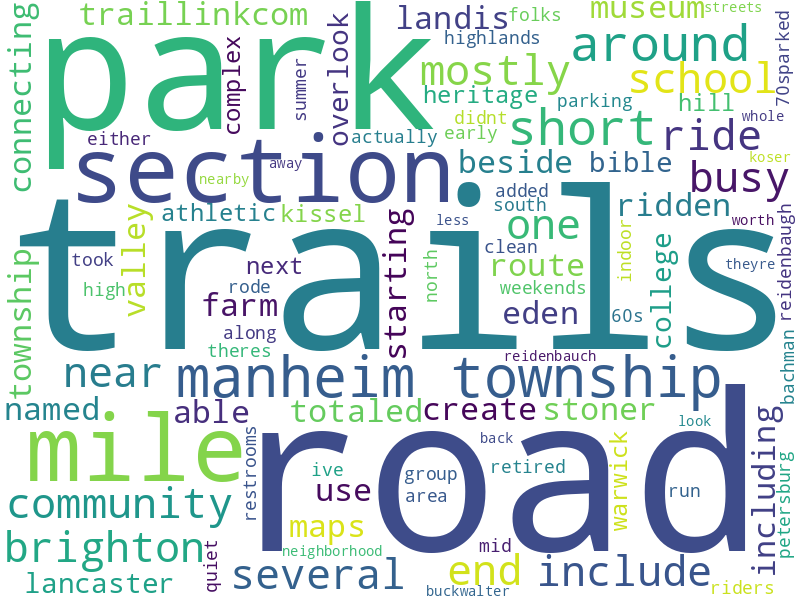 connecting
traillinkcom
park
complex
summer
overlook
landis
folks
highlands
museum
streets
70sparked
around
mostly
school
heritage
parking
hill
whole
didnt
early
short
ride
koser
either
away
nearby
actually
section
beside
bible
busy
added
south
ridden
athletic
kissel
trails
starting
less
one
worth
reidenbaugh
valley
took
next
north
clean
route
indoor
college
theyre
township
high
rode
farm
weekends
eden
60s
along
theres
reidenbauch
near
manheim township
bachman
named
able
totaled
create
stoner
look
including
mile
road
back
restrooms
ive
group
retired
warwick
area
use
run
petersburg
community
maps
brighton
quiet
neighborhood
mid
lancaster
several
end
include
buckwalter
riders